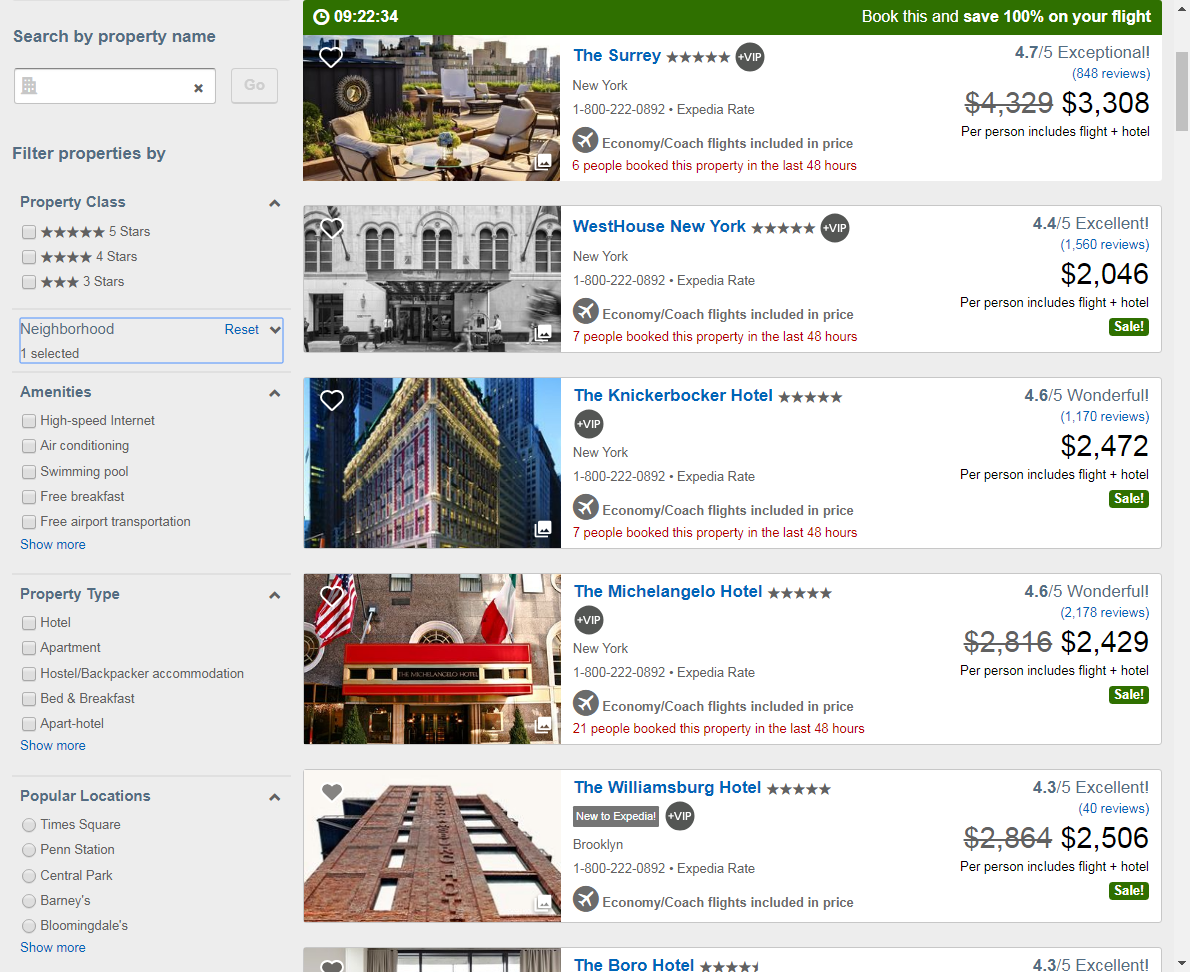 Search by property name
Go
Filter properties by
Property Class
5 Stars
4 Stars
3 Stars
Neighborhood Reset
1 selected
Amenities
High-speed Internet
Air conditioning
Swimming pool
Free breakfast
Free airport transportation
Show more
Property Type
Hotel
Apartment
Hostel/Backpacker accommodation
Bed & Breakfast
Apart-hotel
Show more
Popular Locations
Times Square
Penn Station
Central Park
Barney's
Bloomingdale's
Show more
09:22:34 Book this and save 100% on your flight
The Surrey +VIP
New York
1-800-222-0892 • Expedia Rate
Economy/Coach flights included in price
6 people booked this property in the last 48 hours
4.7/5 Exceptional!
(848 reviews)
$4,329 $3,308
Per person includes flight + hotel
WestHouse New York +VIP
New York
1-800-222-0892 • Expedia Rate
Economy/Coach flights included in price
7 people booked this property in the last 48 hours
4.4/5 Excellent!
(1,560 reviews)
$2,046
Per person includes flight + hotel
Sale!
The Knickerbocker Hotel
+VIP
New York
1-800-222-0892 • Expedia Rate
Economy/Coach flights included in price
7 people booked this property in the last 48 hours
4.6/5 Wonderful!
(1,170 reviews)
$2,472
Per person includes flight + hotel
Sale!
THE MICHELANGELO HOTEL
The Michelangelo Hotel
+VIP
New York
1-800-222-0892 • Expedia Rate
Economy/Coach flights included in price
21 people booked this property in the last 48 hours
4.6/5 Wonderful!
(2,178 reviews)
$2,816 $2,429
Per person includes flight + hotel
Sale!
The Williamsburg Hotel
New to Expedia! +VIP
Brooklyn
1-800-222-0892 • Expedia Rate
Economy/Coach flights included in price
4.3/5 Excellent!
(40 reviews)
$2,864 $2,506
Per person includes flight + hotel
Sale!
The Boro Hotel
4.3/5 Excellent!